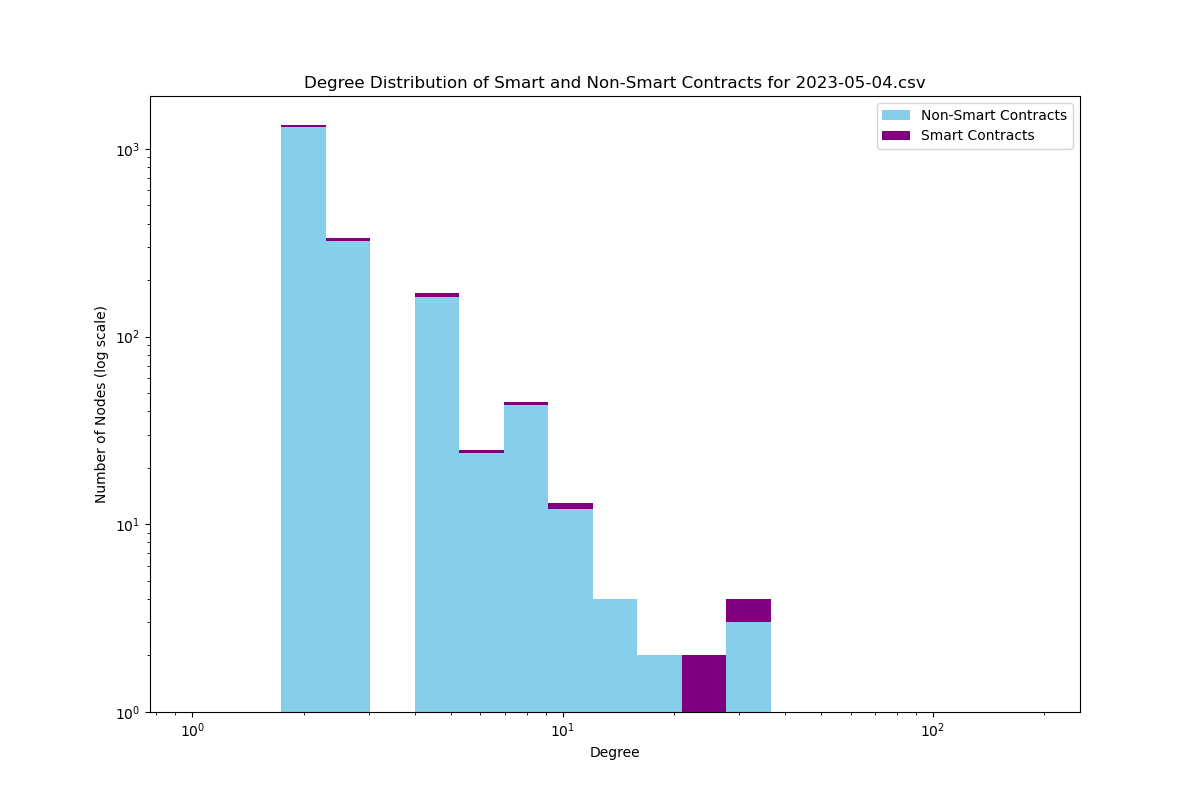 Degree Distribution of Smart and Non-Smart Contracts for 2023-05-04.csv
Non-Smart Contracts
Smart Contracts
Number of Nodes (log scale)
10³
10²
10¹
10⁰
10⁰ 10¹ 10²
Degree